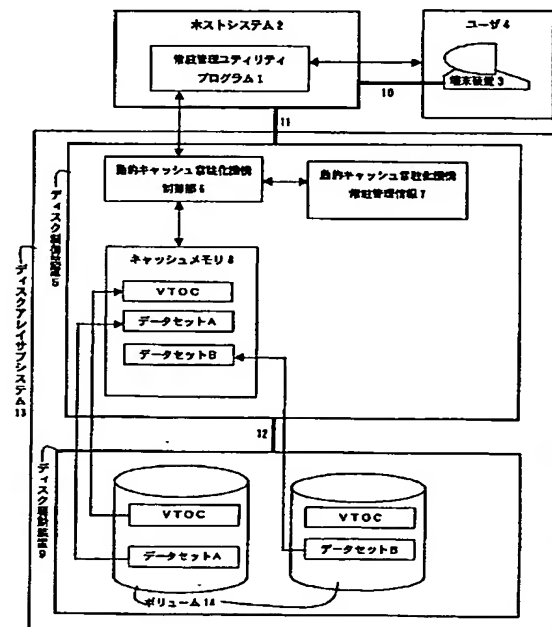 ホストシステム2
常駐管理ユティリティ
プログラム1
ユーザ4
端末装置3
10
11
動的キャッシュ常駐化機構
制御部6
動的キャッシュ常駐化機構
常駐管理情報7
キャッシュメモリ8
VTOC
データセットA
データセットB
ディスク制御装置5
ディスクアレイサブシステム13
12
ディスク駆動装置9
VTOC
データセットA
VTOC
データセットB
ボリューム14